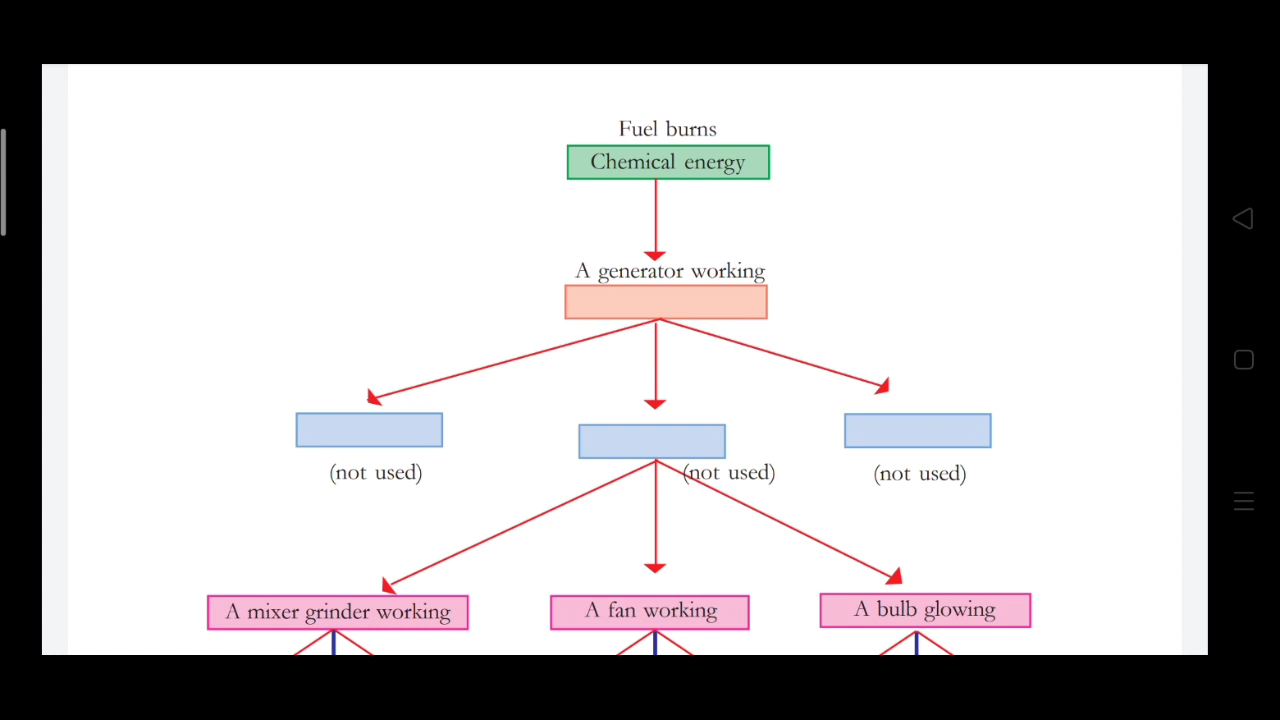 Fuel burns
Chemical energy
A generator working
(not used)
(not used)
(not used)
A mixer grinder working
A fan working
A bulb glowing